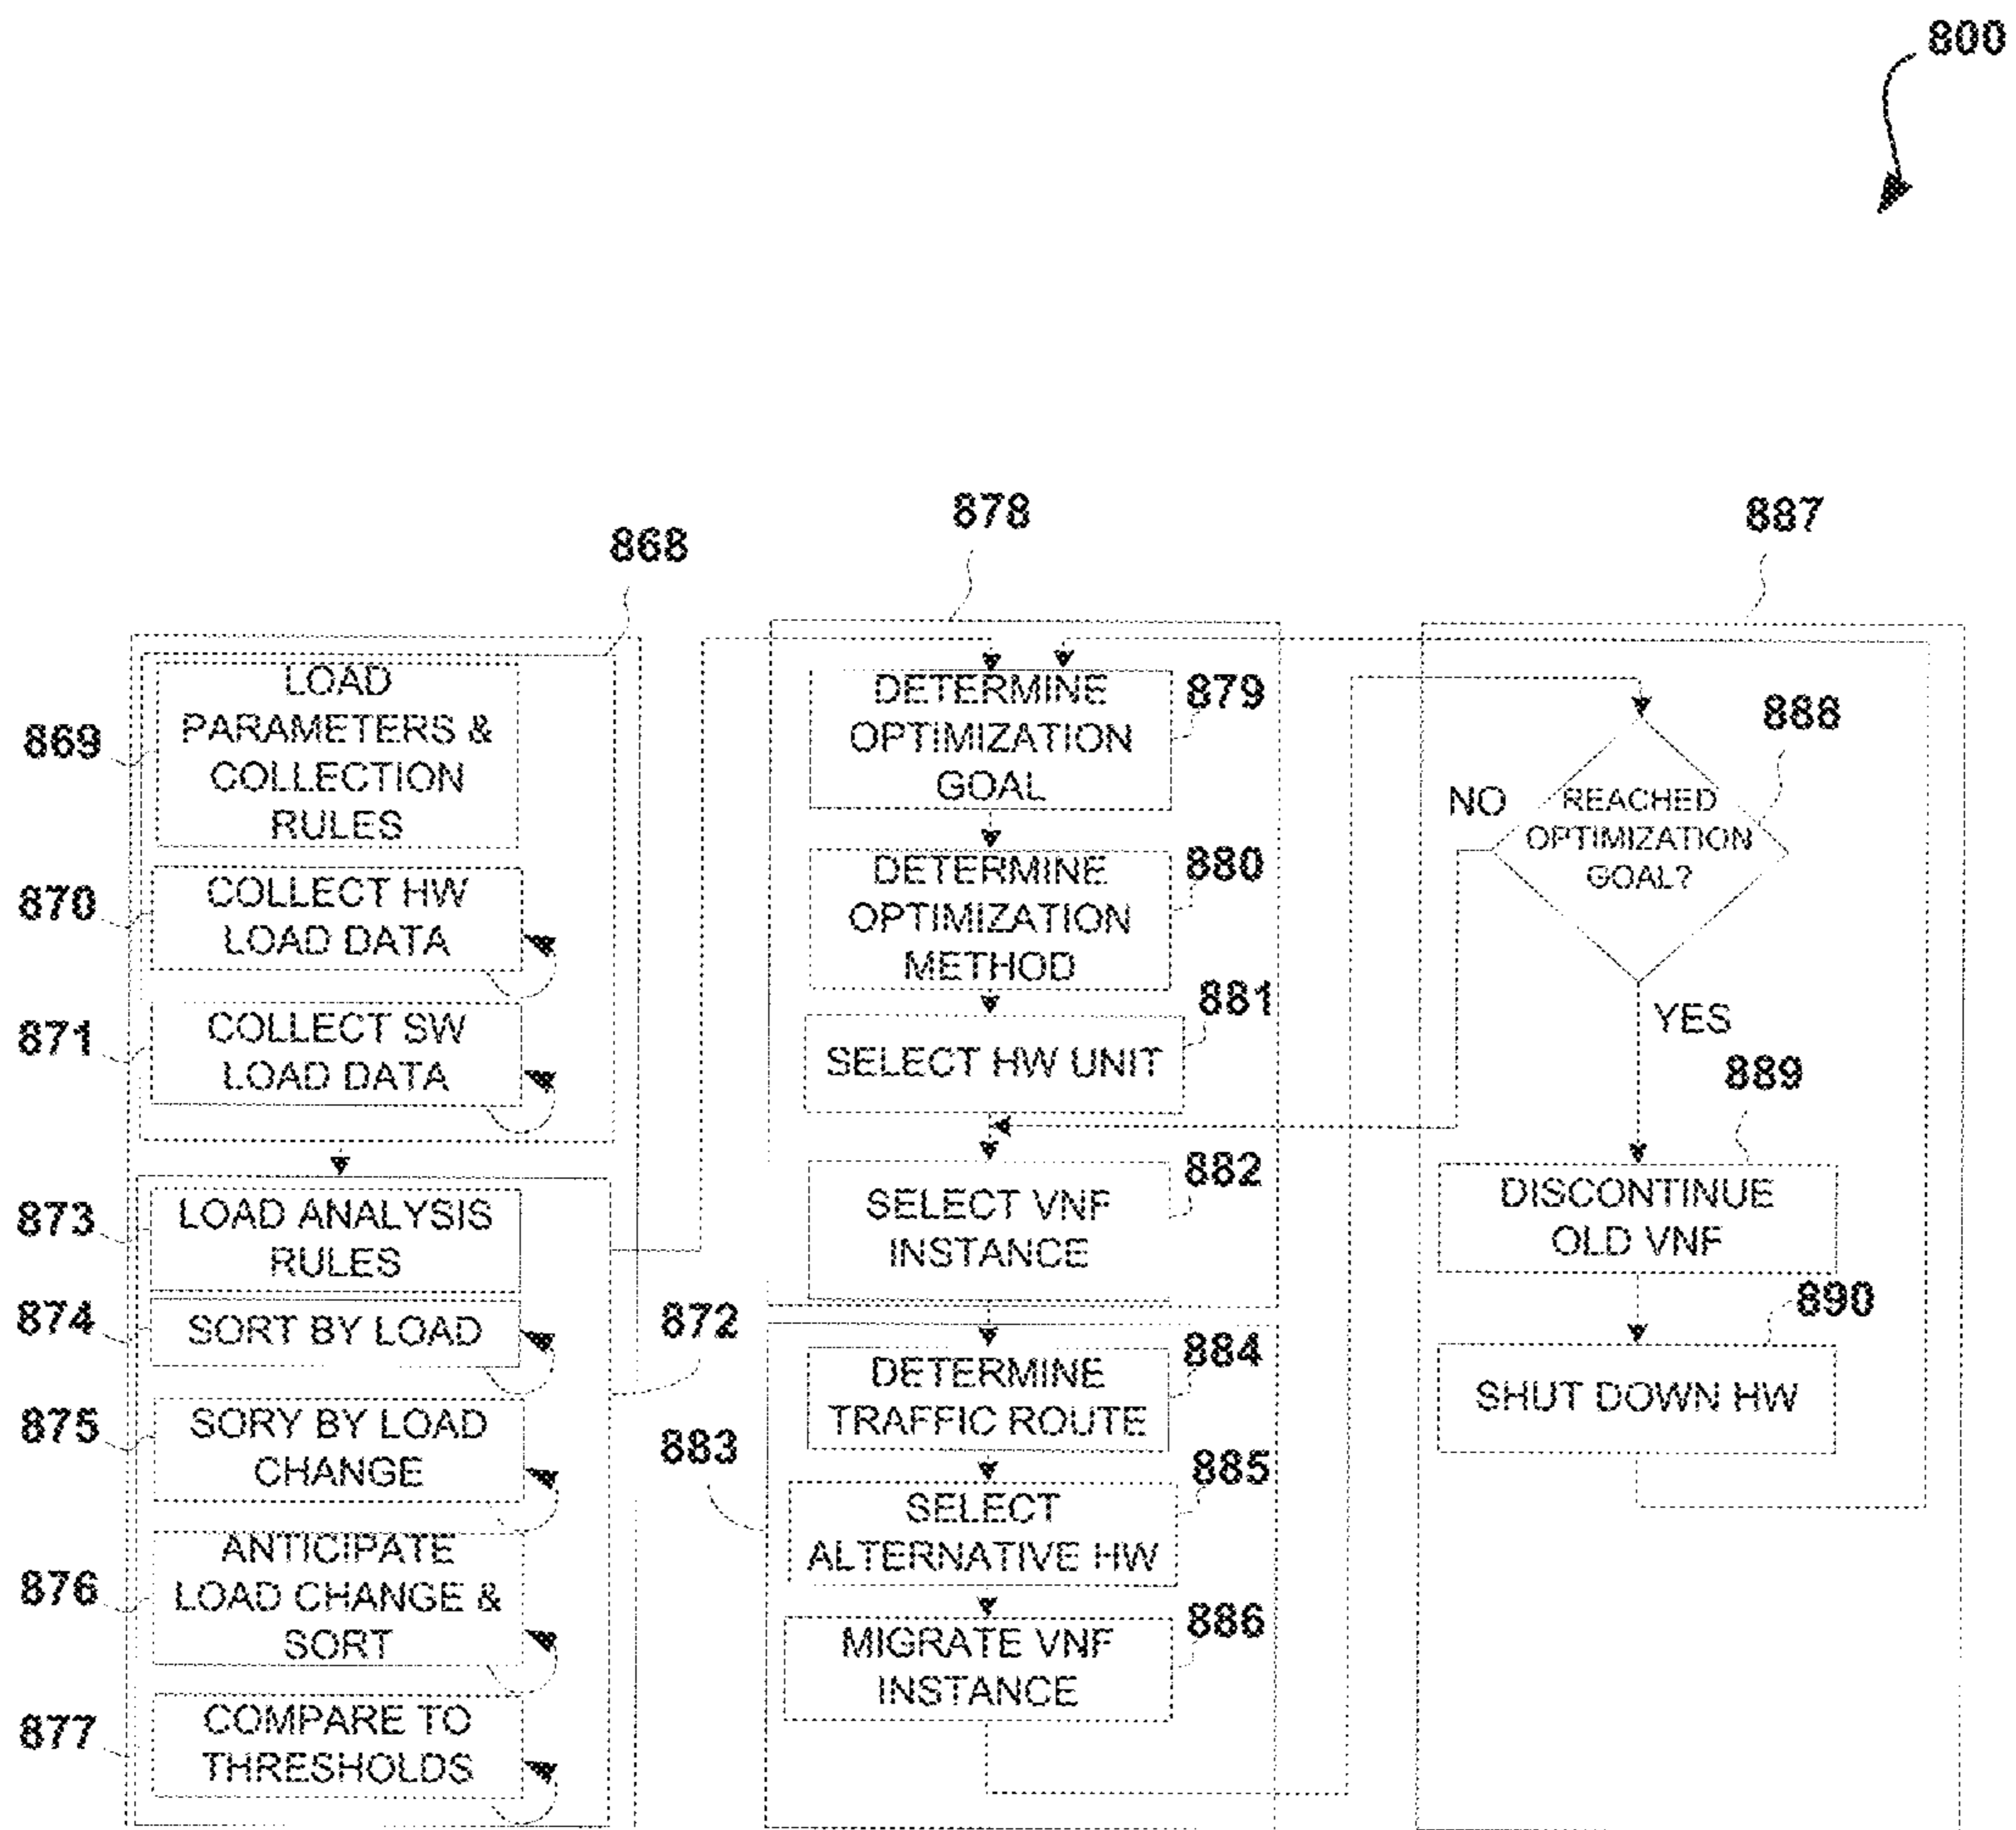 800
868
869
LOAD
PARAMETERS &
COLLECTION
RULES
870
COLLECT HW
LOAD DATA
871
COLLECT SW
LOAD DATA
872
873
LOAD ANALYSIS
RULES
874
SORT BY LOAD
875
SORY BY LOAD
CHANGE
876
ANTICIPATE
LOAD CHANGE &
SORT
877
COMPARE TO
THRESHOLDS
878
DETERMINE
OPTIMIZATION
GOAL
879
DETERMINE
OPTIMIZATION
METHOD
880
881
SELECT HW UNIT
882
SELECT VNF
INSTANCE
883
884
DETERMINE
TRAFFIC ROUTE
885
SELECT
ALTERNATIVE HW
886
MIGRATE VNF
INSTANCE
887
888
NO
REACHED
OPTIMIZATION
GOAL?
YES
889
DISCONTINUE
OLD VNF
890
SHUT DOWN HW